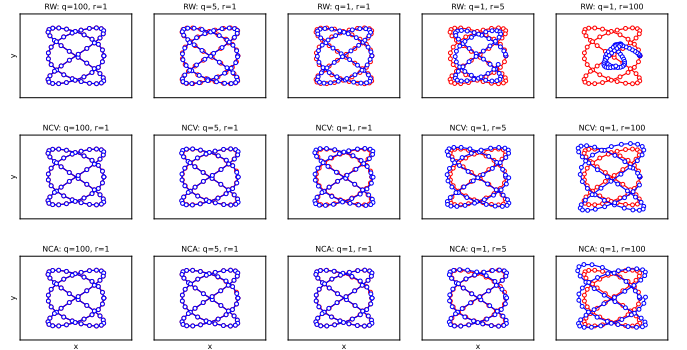 RW: q=100, r=1
RW: q=5, r=1
RW: q=1, r=1
RW: q=1, r=5
RW: q=1, r=100
y
NCV: q=100, r=1
NCV: q=5, r=1
NCV: q=1, r=1
NCV: q=1, r=5
NCV: q=1, r=100
y
NCA: q=100, r=1
NCA: q=5, r=1
NCA: q=1, r=1
NCA: q=1, r=5
NCA: q=1, r=100
y
x
x
x
x
x